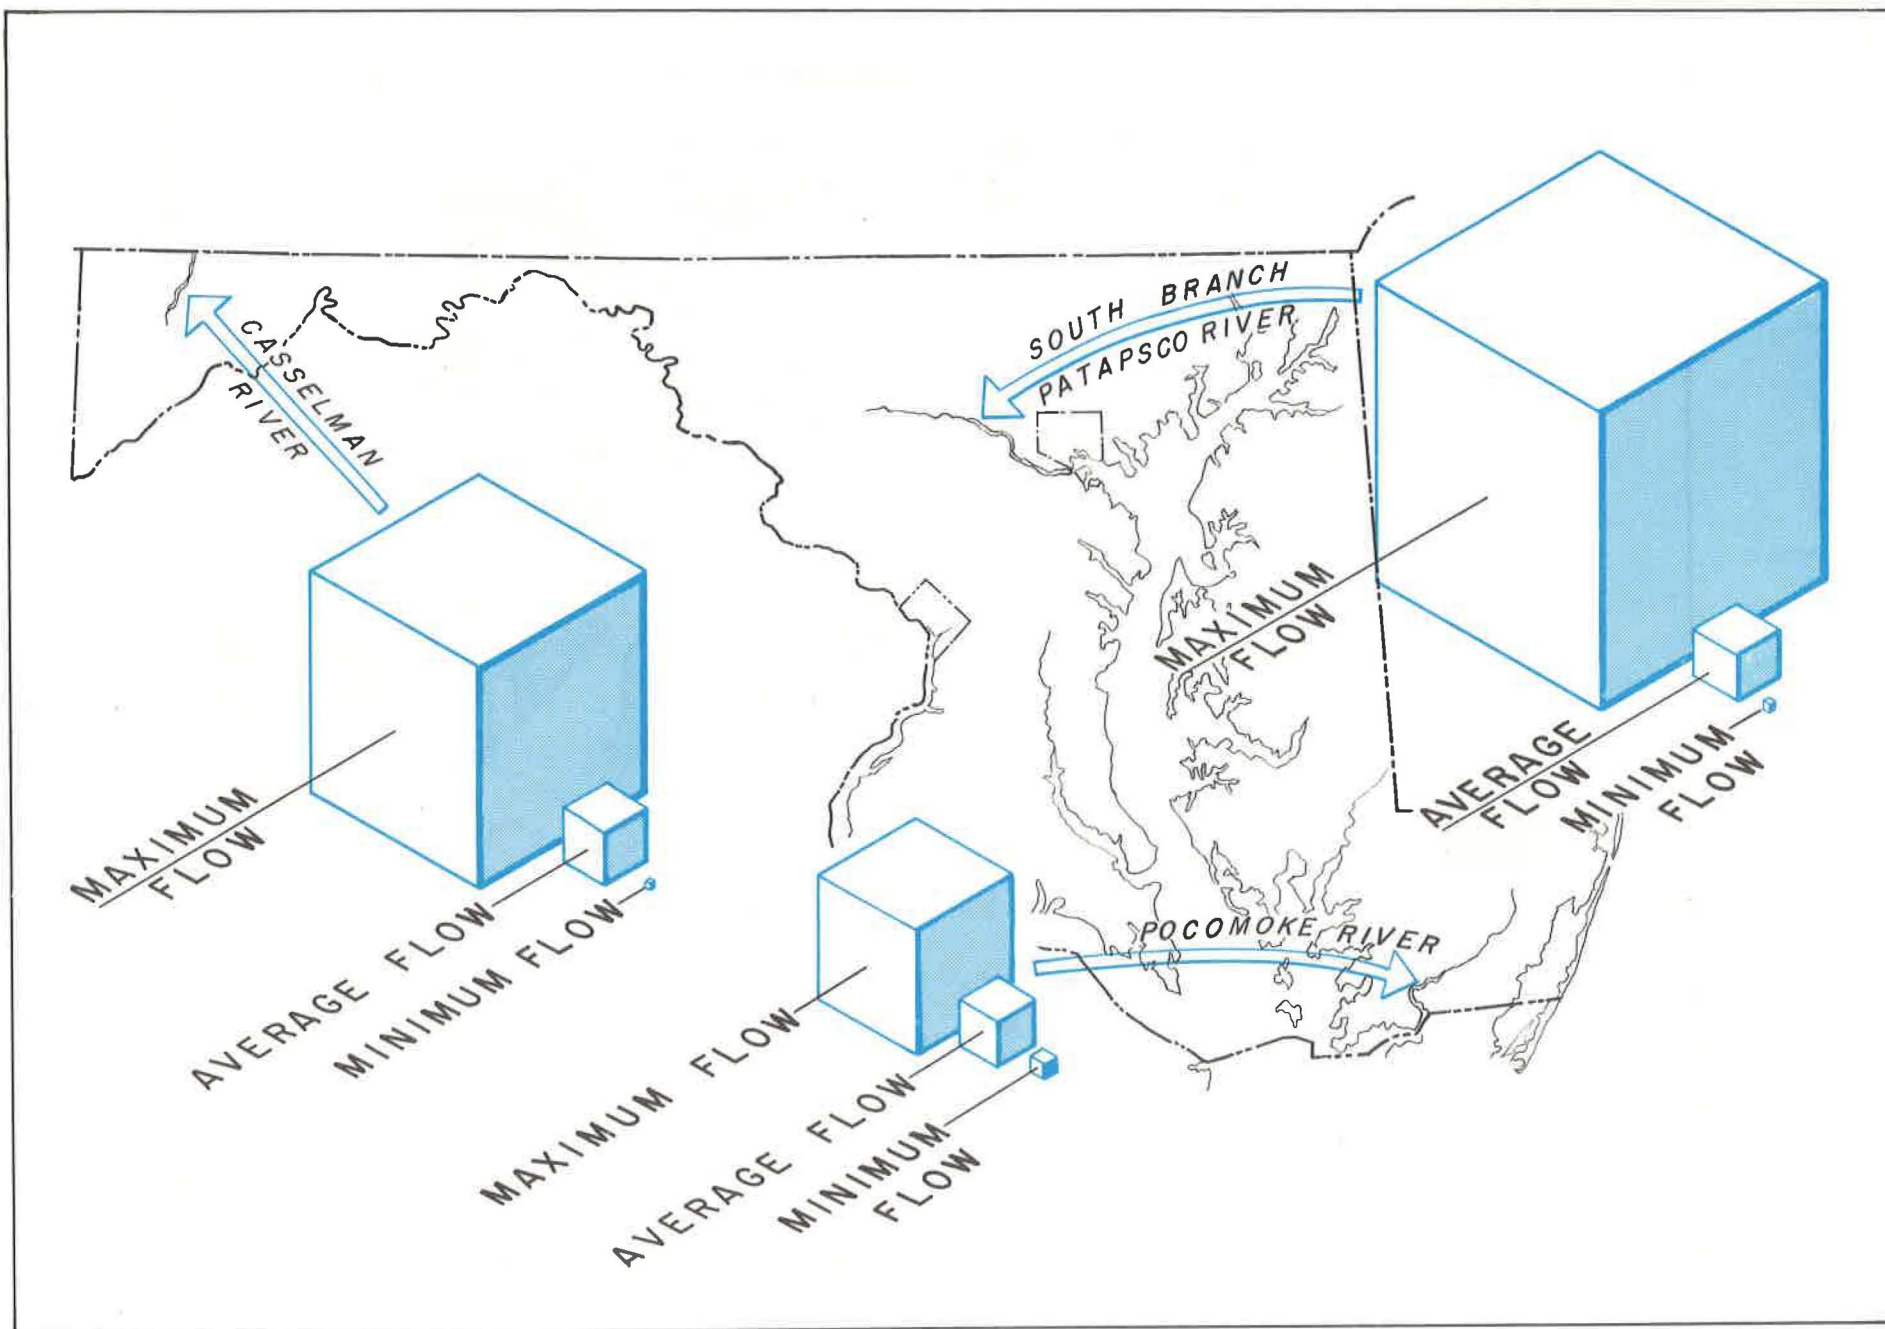 CASSELMAN
RIVER
MAXIMUM
FLOW
AVERAGE FLOW
MINIMUM FLOW
SOUTH BRANCH
PATAPSCO RIVER
MAXIMUM
FLOW
AVERAGE
FLOW
MINIMUM
FLOW
POCOMOKE RIVER
MAXIMUM FLOW
AVERAGE FLOW
MINIMUM
FLOW